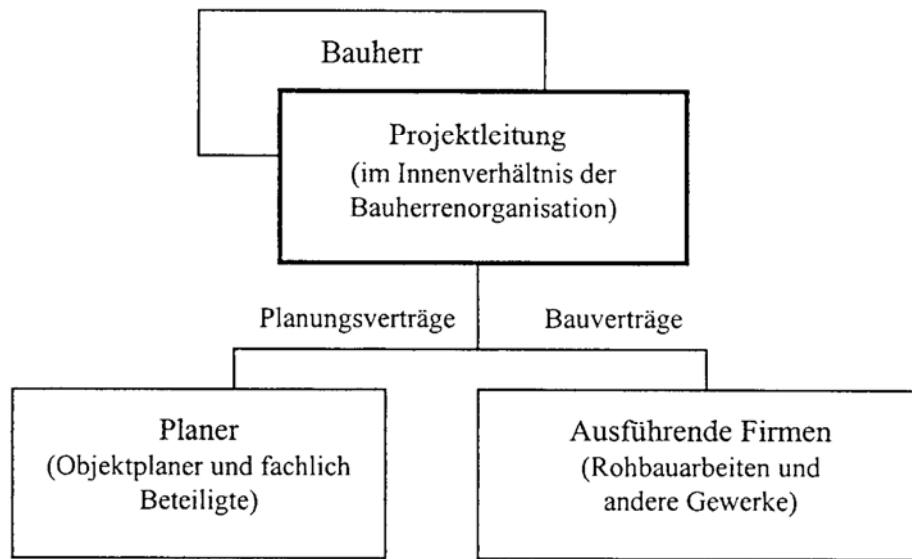 Bauherr
Projektleitung
(im Innenverhältnis der
Bauherrenorganisation)
Planungsverträge
Bauverträge
Planer
(Objektplaner und fachlich
Beteiligte)
Ausführende Firmen
(Rohbauarbeiten und
andere Gewerke)